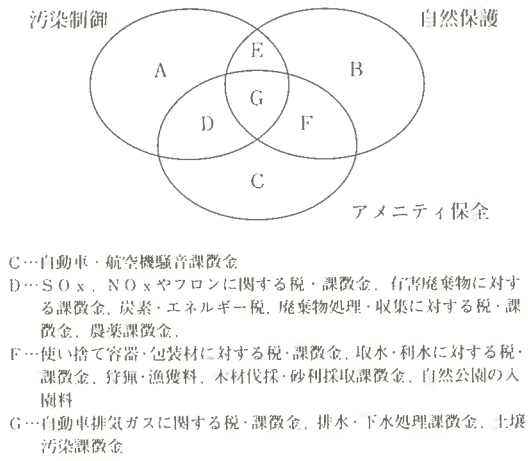 汚染制御
自然保護
E
A
B
G
D
F
C
アメニティ保全
C…自動車・航空機騒音課徴金
D…SOx,NOxやフロンに関する税・課徴金,有害廃棄物に対す
る課徴金,炭素・エネルギー税,廃棄物処理・収集に対する税・課
徴金,農薬課徴金,
F…使い捨て容器・包装材に対する税・課徴金,取水・利水に対する税・
課徴金,狩猟・漁獲料,木材伐採・砂利採取課徴金,自然公園の入
園料
G…自動車排気ガスに関する税・課徴金,排水・下水処理課徴金,土壌
汚染課徴金